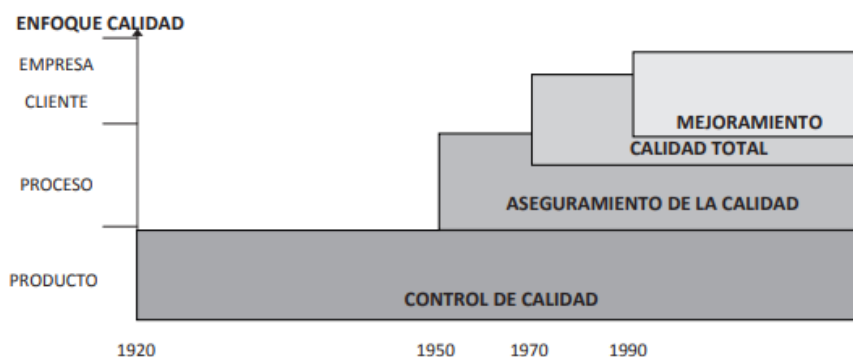 ENFOQUE CALIDAD
EMPRESA
CLIENTE
MEJORAMIENTO
CALIDAD TOTAL
PROCESO
ASEGURAMIENTO DE LA CALIDAD
PRODUCTO
CONTROL DE CALIDAD
1920 1950 1970 1990